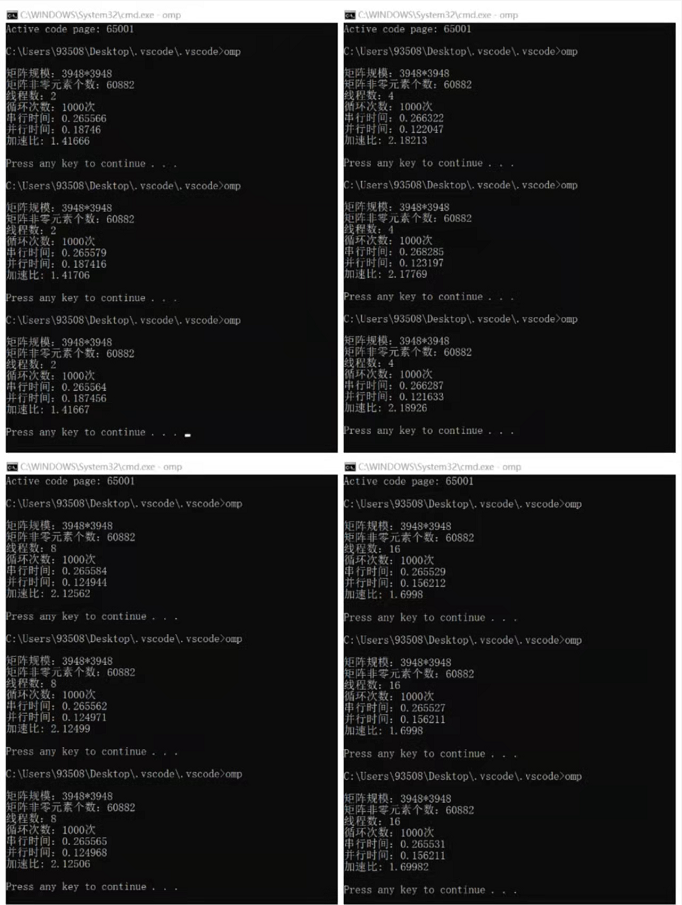 C:\WINDOWS\System32\cmd.exe - omp
Active code page: 65001
C:\Users\93508\Desktop\.vscode\.vscode>omp
矩阵规模：3948*3948
矩阵非零元素个数：60882
线程数：2
循环次数：1000次
串行时间：0.265566
并行时间：0.18746
加速比：1.41666
Press any key to continue . . .
C:\Users\93508\Desktop\.vscode\.vscode>omp
矩阵规模：3948*3948
矩阵非零元素个数：60882
线程数：2
循环次数：1000次
串行时间：0.265579
并行时间：0.187416
加速比：1.41706
Press any key to continue . . .
C:\Users\93508\Desktop\.vscode\.vscode>omp
矩阵规模：3948*3948
矩阵非零元素个数：60882
线程数：2
循环次数：1000次
串行时间：0.265564
并行时间：0.187456
加速比：1.41667
Press any key to continue . . .
C:\WINDOWS\System32\cmd.exe - omp
Active code page: 65001
C:\Users\93508\Desktop\.vscode\.vscode>omp
矩阵规模：3948*3948
矩阵非零元素个数：60882
线程数：4
循环次数：1000次
串行时间：0.266322
并行时间：0.122047
加速比：2.18213
Press any key to continue . . .
C:\Users\93508\Desktop\.vscode\.vscode>omp
矩阵规模：3948*3948
矩阵非零元素个数：60882
线程数：4
循环次数：1000次
串行时间：0.268285
并行时间：0.123197
加速比：2.17769
Press any key to continue . . .
C:\Users\93508\Desktop\.vscode\.vscode>omp
矩阵规模：3948*3948
矩阵非零元素个数：60882
线程数：4
循环次数：1000次
串行时间：0.266287
并行时间：0.121633
加速比：2.18926
Press any key to continue . . .
C:\WINDOWS\System32\cmd.exe - omp
Active code page: 65001
C:\Users\93508\Desktop\.vscode\.vscode>omp
矩阵规模：3948*3948
矩阵非零元素个数：60882
线程数：8
循环次数：1000次
串行时间：0.265584
并行时间：0.124944
加速比：2.12562
Press any key to continue . . .
C:\Users\93508\Desktop\.vscode\.vscode>omp
矩阵规模：3948*3948
矩阵非零元素个数：60882
线程数：8
循环次数：1000次
串行时间：0.265562
并行时间：0.124971
加速比：2.12499
Press any key to continue . . .
C:\Users\93508\Desktop\.vscode\.vscode>omp
矩阵规模：3948*3948
矩阵非零元素个数：60882
线程数：8
循环次数：1000次
串行时间：0.265565
并行时间：0.124968
加速比：2.12506
Press any key to continue . . .
C:\WINDOWS\System32\cmd.exe - omp
Active code page: 65001
C:\Users\93508\Desktop\.vscode\.vscode>omp
矩阵规模：3948*3948
矩阵非零元素个数：60882
线程数：16
循环次数：1000次
串行时间：0.265529
并行时间：0.156212
加速比：1.6998
Press any key to continue . . .
C:\Users\93508\Desktop\.vscode\.vscode>omp
矩阵规模：3948*3948
矩阵非零元素个数：60882
线程数：16
循环次数：1000次
串行时间：0.265527
并行时间：0.156211
加速比：1.6998
Press any key to continue . . .
C:\Users\93508\Desktop\.vscode\.vscode>omp
矩阵规模：3948*3948
矩阵非零元素个数：60882
线程数：16
循环次数：1000次
串行时间：0.265531
并行时间：0.156211
加速比：1.69982
Press any key to continue . . .